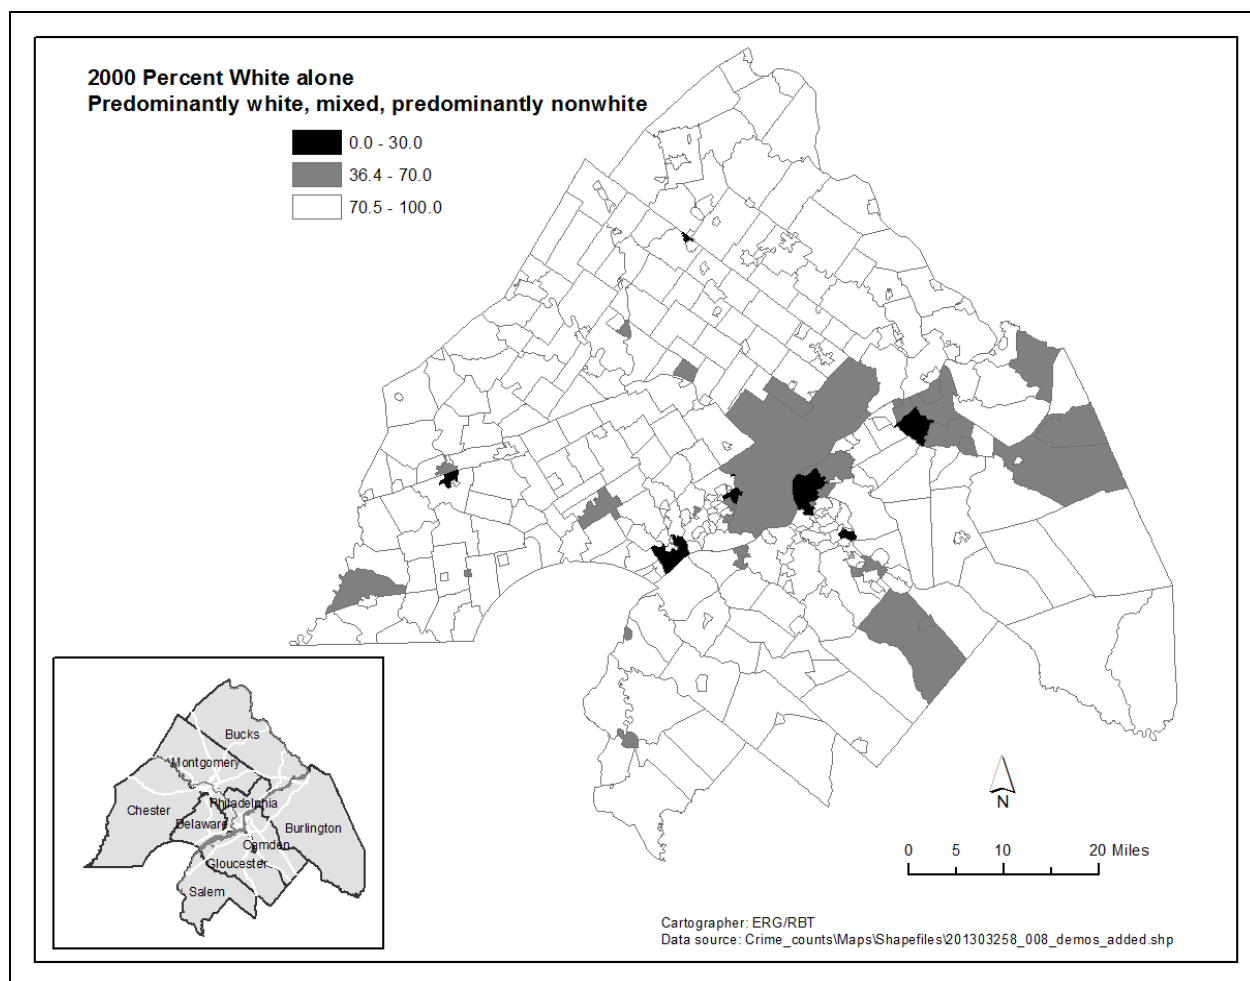 2000 Percent White alone
Predominantly white, mixed, predominantly nonwhite
0.0 - 30.0
36.4 - 70.0
70.5 - 100.0
Bucks
Montgomery
Philadelphia
Chester
Delaware
Burlington
Camden
Gloucester
Salem
N
0 5 10 20 Miles
Cartographer: ERG/RBT
Data source: Crime_counts\Maps\Shapefiles\201303258_008_demos_added.shp